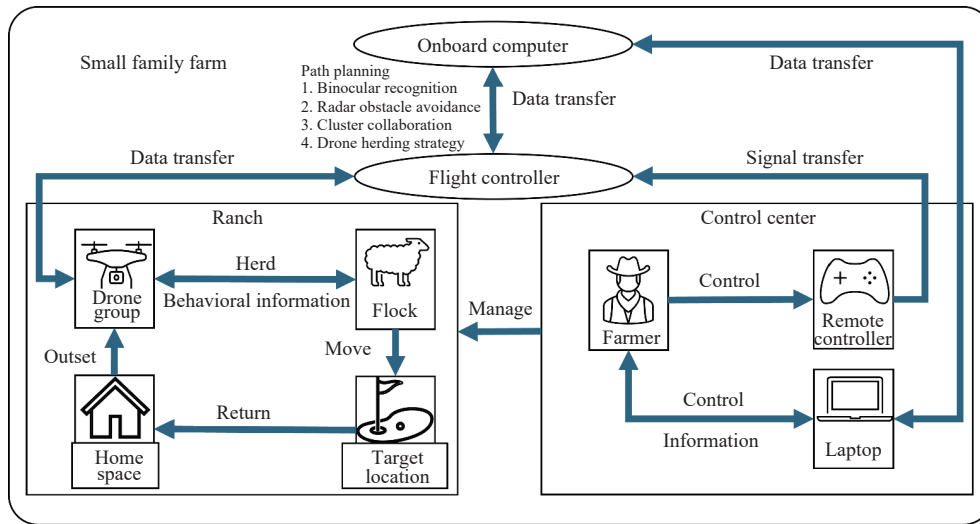 Onboard computer
Small family farm
Data transfer
Path planning
1. Binocular recognition
2. Radar obstacle avoidance
3. Cluster collaboration
4. Drone herding strategy
Data transfer
Data transfer
Flight controller
Signal transfer
Ranch
Control center
Drone
group
Herd
Behavioral information
Flock
Manage
Farmer
Control
Remote
controller
Outset
Move
Home
space
Return
Target
location
Control
Information
Laptop